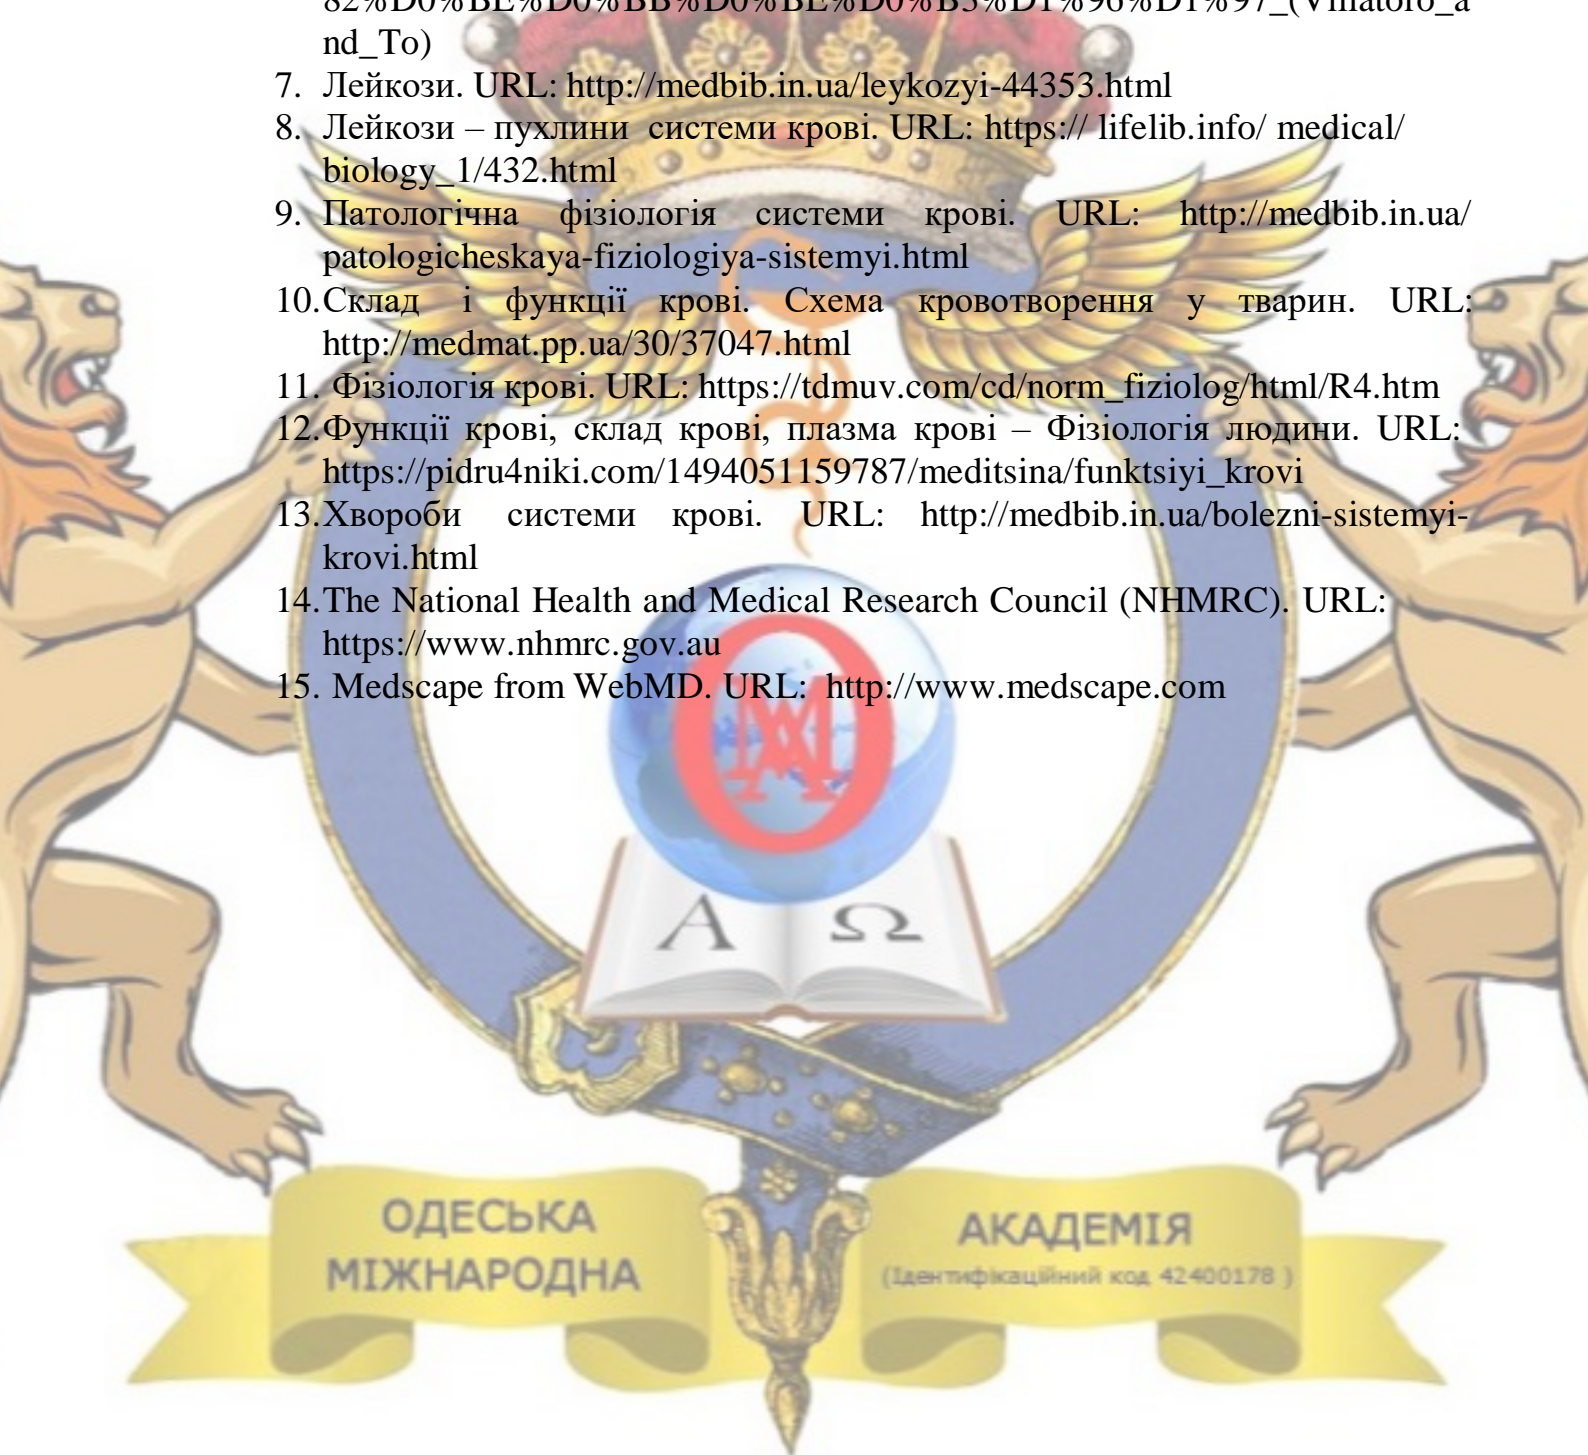 82%D0%BE%D0%BB%D0%BE%D0%B3%D1%96%D1%97_(Villatoro_a
nd_To)
7. Лейкози. URL: http://medbib.in.ua/leykozyi-44353.html
8. Лейкози – пухлини системи крові. URL: https:// lifelib.info/ medical/
biology_1/432.html
9. Патологічна фізіологія системи крові. URL: http://medbib.in.ua/
patologicheskaya-fiziologiya-sistemyi.html
10.Склад і функції крові. Схема кровотворення у тварин. URL:
http://medmat.pp.ua/30/37047.html
11. Фізіологія крові. URL: https://tdmuv.com/cd/norm_fiziolog/html/R4.htm
12.Функції крові, склад крові, плазма крові – Фізіологія людини. URL:
https://pidru4niki.com/1494051159787/meditsina/funktsiyi_krovi
13.Хвороби системи крові. URL: http://medbib.in.ua/bolezni-sistemyi-
krovi.html
14.The National Health and Medical Research Council (NHMRC). URL:
https://www.nhmrc.gov.au
15. Medscape from WebMD. URL: http://www.medscape.com
Α Ω
ОДЕСЬКА
МІЖНАРОДНА
АКАДЕМІЯ
(Ідентифікаційний код 42400178 )